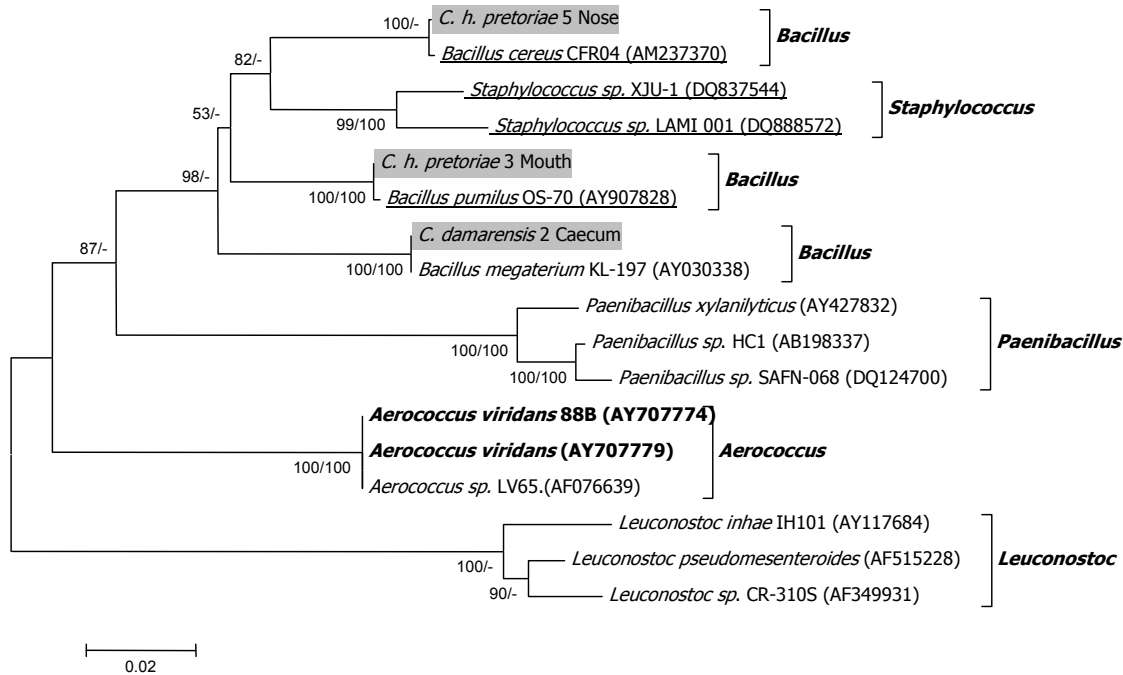 C. h. pretoriae 5 Nose
100/-
Bacillus
Bacillus cereus CFR04 (AM237370)
82/-
Staphylococcus sp. XJU-1 (DQ837544)
Staphylococcus
53/-
99/100
Staphylococcus sp. LAMI 001 (DQ888572)
C. h. pretoriae 3 Mouth
98/-
Bacillus
100/100
Bacillus pumilus OS-70 (AY907828)
C. damarensis 2 Caecum
87/-
Bacillus
100/100
Bacillus megaterium KL-197 (AY030338)
Paenibacillus xylanilyticus (AY427832)
100/100
Paenibacillus sp. HC1 (AB198337)
Paenibacillus
100/100
Paenibacillus sp. SAFN-068 (DQ124700)
Aerococcus viridans 88B (AY707774)
Aerococcus viridans (AY707779)
Aerococcus
100/100
Aerococcus sp. LV65.(AF076639)
Leuconostoc inhae IH101 (AY117684)
100/-
Leuconostoc pseudomesenteroides (AF515228)
Leuconostoc
90/-
Leuconostoc sp. CR-310S (AF349931)
0.02